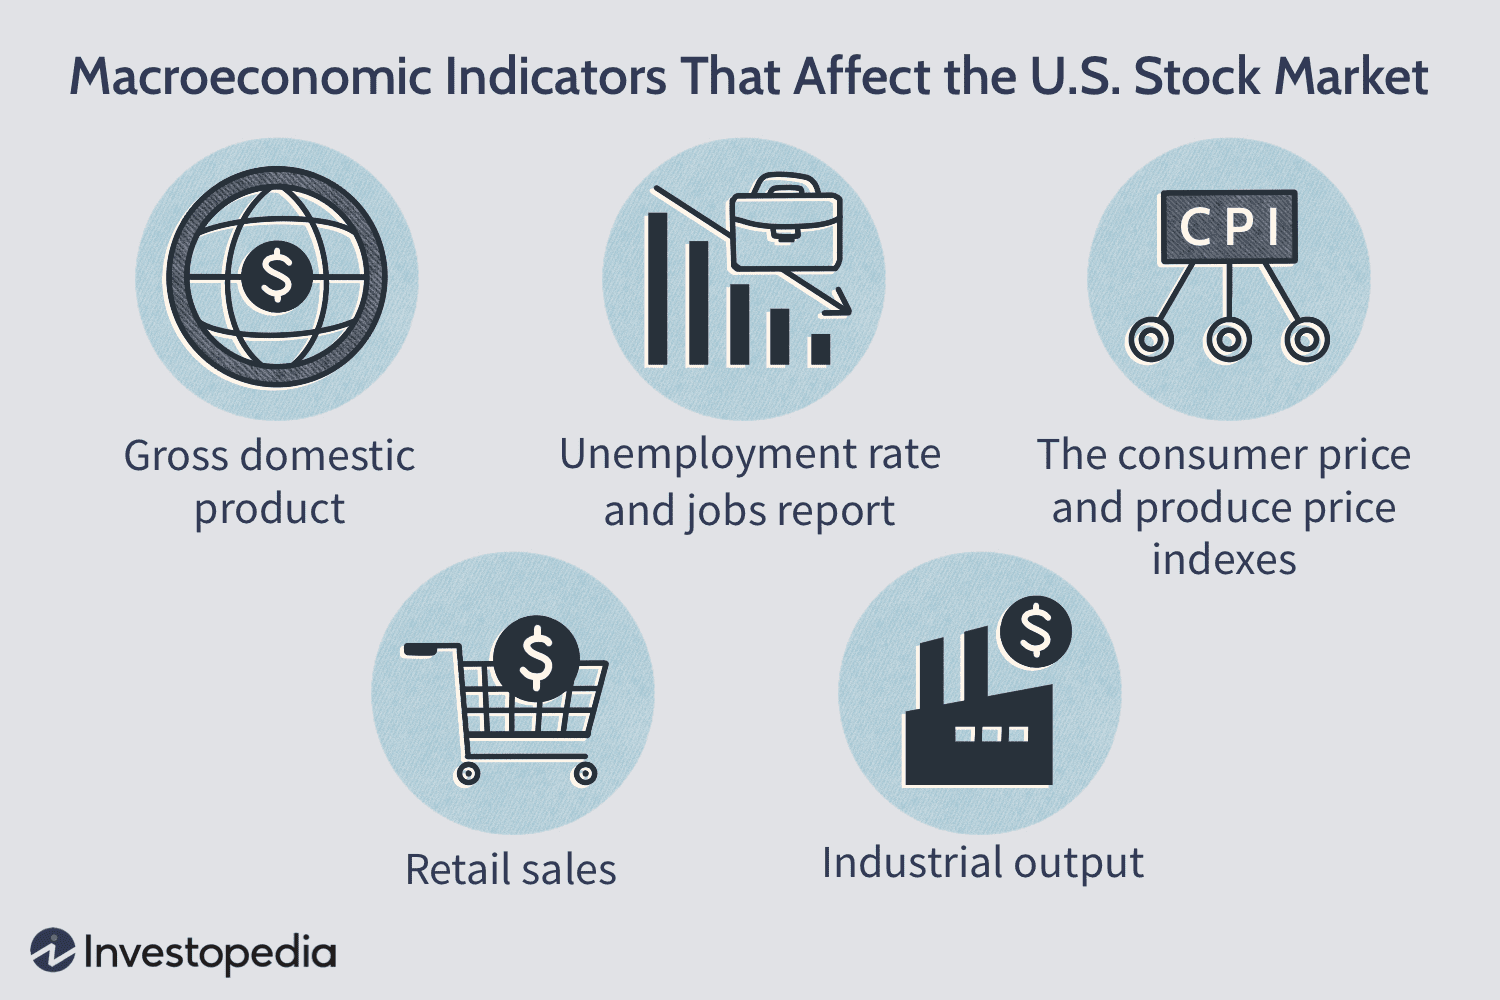 Macroeconomic Indicators That Affect the U.S. Stock Market
$
CPI
Gross domestic
product
Unemployment rate
and jobs report
The consumer price
and produce price
indexes
$
$
Retail sales
Industrial output
Investopedia